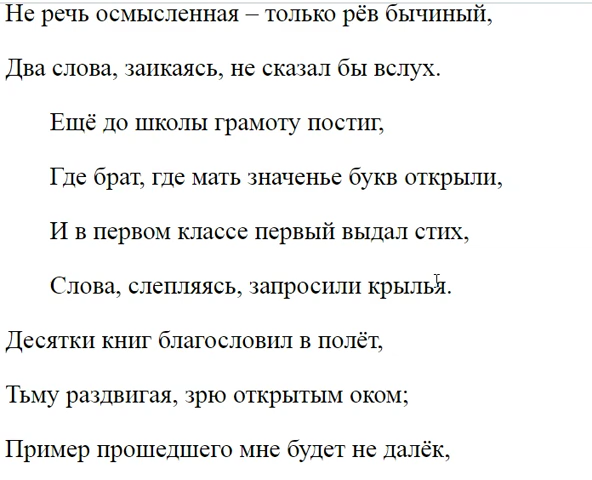 Не речь осмысленная – только рёв бычиный,
Два слова, заикаясь, не сказал бы вслух.
Ещё до школы грамоту постиг,
Где брат, где мать значенье букв открыли,
И в первом классе первый выдал стих,
Слова, слепляясь, запросили крылья.
Десятки книг благословил в полёт,
Тьму раздвигая, зрю открытым оком;
Пример прошедшего мне будет не далёк,